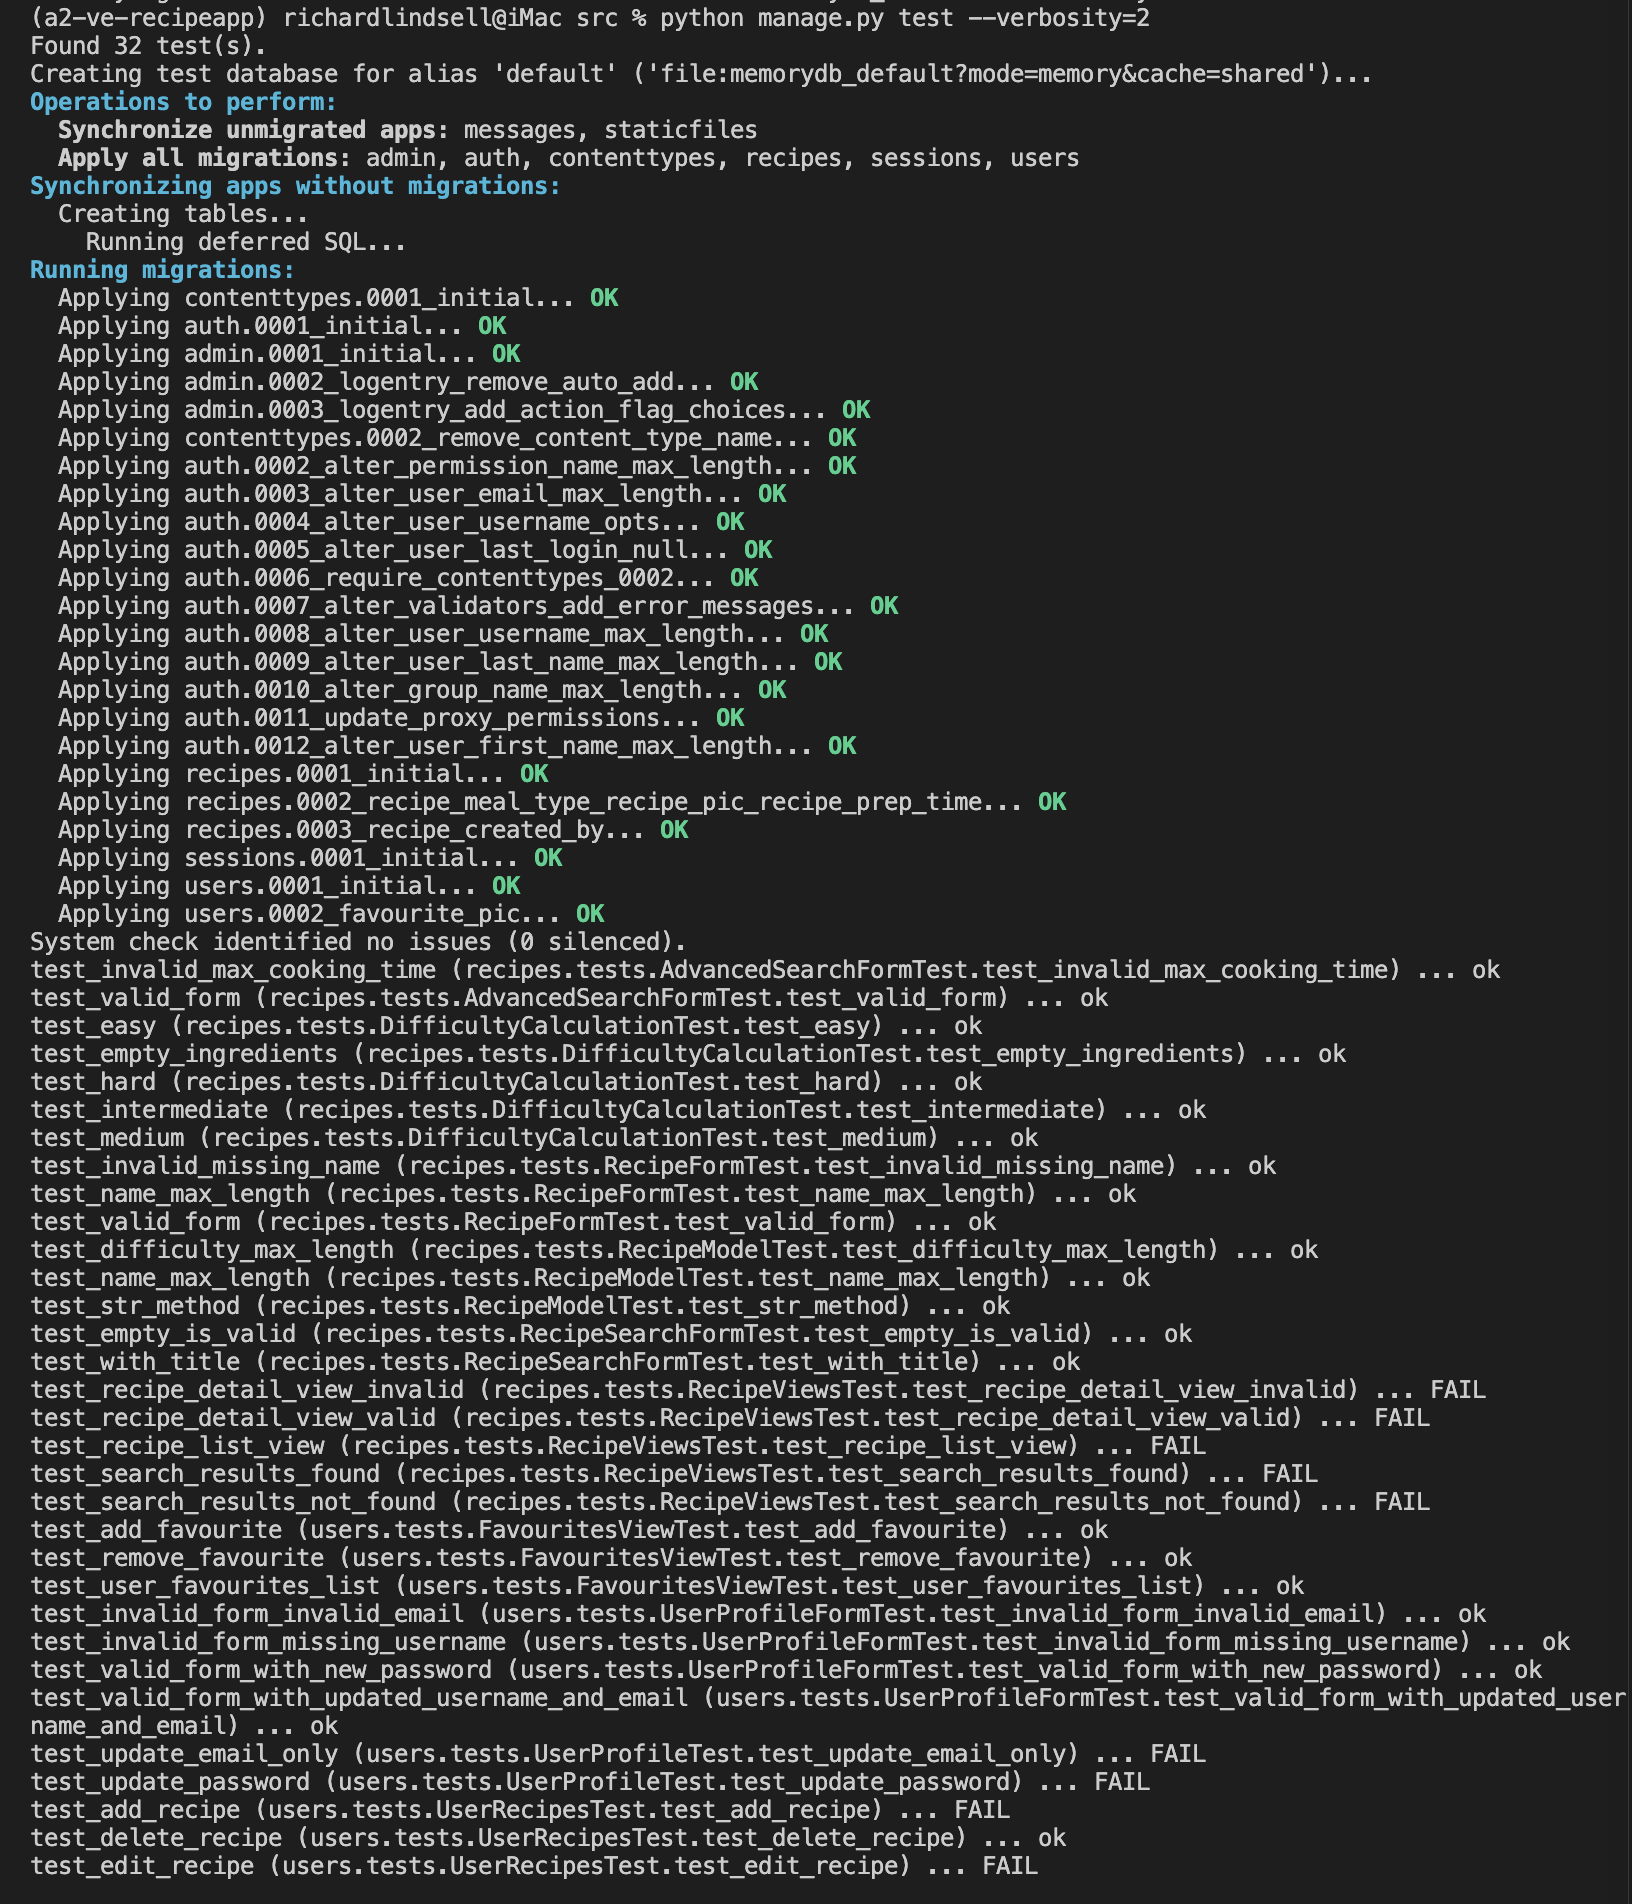 (a2-ve-recipeapp) richardlindsell@iMac src % python manage.py test --verbosity=2
Found 32 test(s).
Creating test database for alias 'default' ('file:memorydb_default?mode=memory&cache=shared')...
Operations to perform:
  Synchronize unmigrated apps: messages, staticfiles
  Apply all migrations: admin, auth, contenttypes, recipes, sessions, users
Synchronizing apps without migrations:
  Creating tables...
    Running deferred SQL...
Running migrations:
  Applying contenttypes.0001_initial... OK
  Applying auth.0001_initial... OK
  Applying admin.0001_initial... OK
  Applying admin.0002_logentry_remove_auto_add... OK
  Applying admin.0003_logentry_add_action_flag_choices... OK
  Applying contenttypes.0002_remove_content_type_name... OK
  Applying auth.0002_alter_permission_name_max_length... OK
  Applying auth.0003_alter_user_email_max_length... OK
  Applying auth.0004_alter_user_username_opts... OK
  Applying auth.0005_alter_user_last_login_null... OK
  Applying auth.0006_require_contenttypes_0002... OK
  Applying auth.0007_alter_validators_add_error_messages... OK
  Applying auth.0008_alter_user_username_max_length... OK
  Applying auth.0009_alter_user_last_name_max_length... OK
  Applying auth.0010_alter_group_name_max_length... OK
  Applying auth.0011_update_proxy_permissions... OK
  Applying auth.0012_alter_user_first_name_max_length... OK
  Applying recipes.0001_initial... OK
  Applying recipes.0002_recipe_meal_type_recipe_pic_recipe_prep_time... OK
  Applying recipes.0003_recipe_created_by... OK
  Applying sessions.0001_initial... OK
  Applying users.0001_initial... OK
  Applying users.0002_favourite_pic... OK
System check identified no issues (0 silenced).
test_invalid_max_cooking_time (recipes.tests.AdvancedSearchFormTest.test_invalid_max_cooking_time) ... ok
test_valid_form (recipes.tests.AdvancedSearchFormTest.test_valid_form) ... ok
test_easy (recipes.tests.DifficultyCalculationTest.test_easy) ... ok
test_empty_ingredients (recipes.tests.DifficultyCalculationTest.test_empty_ingredients) ... ok
test_hard (recipes.tests.DifficultyCalculationTest.test_hard) ... ok
test_intermediate (recipes.tests.DifficultyCalculationTest.test_intermediate) ... ok
test_medium (recipes.tests.DifficultyCalculationTest.test_medium) ... ok
test_invalid_missing_name (recipes.tests.RecipeFormTest.test_invalid_missing_name) ... ok
test_name_max_length (recipes.tests.RecipeFormTest.test_name_max_length) ... ok
test_valid_form (recipes.tests.RecipeFormTest.test_valid_form) ... ok
test_difficulty_max_length (recipes.tests.RecipeModelTest.test_difficulty_max_length) ... ok
test_name_max_length (recipes.tests.RecipeModelTest.test_name_max_length) ... ok
test_str_method (recipes.tests.RecipeModelTest.test_str_method) ... ok
test_empty_is_valid (recipes.tests.RecipeSearchFormTest.test_empty_is_valid) ... ok
test_with_title (recipes.tests.RecipeSearchFormTest.test_with_title) ... ok
test_recipe_detail_view_invalid (recipes.tests.RecipeViewsTest.test_recipe_detail_view_invalid) ... FAIL
test_recipe_detail_view_valid (recipes.tests.RecipeViewsTest.test_recipe_detail_view_valid) ... FAIL
test_recipe_list_view (recipes.tests.RecipeViewsTest.test_recipe_list_view) ... FAIL
test_search_results_found (recipes.tests.RecipeViewsTest.test_search_results_found) ... FAIL
test_search_results_not_found (recipes.tests.RecipeViewsTest.test_search_results_not_found) ... FAIL
test_add_favourite (users.tests.FavouritesViewTest.test_add_favourite) ... ok
test_remove_favourite (users.tests.FavouritesViewTest.test_remove_favourite) ... ok
test_user_favourites_list (users.tests.FavouritesViewTest.test_user_favourites_list) ... ok
test_invalid_form_invalid_email (users.tests.UserProfileFormTest.test_invalid_form_invalid_email) ... ok
test_invalid_form_missing_username (users.tests.UserProfileFormTest.test_invalid_form_missing_username) ... ok
test_valid_form_with_new_password (users.tests.UserProfileFormTest.test_valid_form_with_new_password) ... ok
test_valid_form_with_updated_username_and_email (users.tests.UserProfileFormTest.test_valid_form_with_updated_user
name_and_email) ... ok
test_update_email_only (users.tests.UserProfileTest.test_update_email_only) ... FAIL
test_update_password (users.tests.UserProfileTest.test_update_password) ... FAIL
test_add_recipe (users.tests.UserRecipesTest.test_add_recipe) ... FAIL
test_delete_recipe (users.tests.UserRecipesTest.test_delete_recipe) ... ok
test_edit_recipe (users.tests.UserRecipesTest.test_edit_recipe) ... FAIL